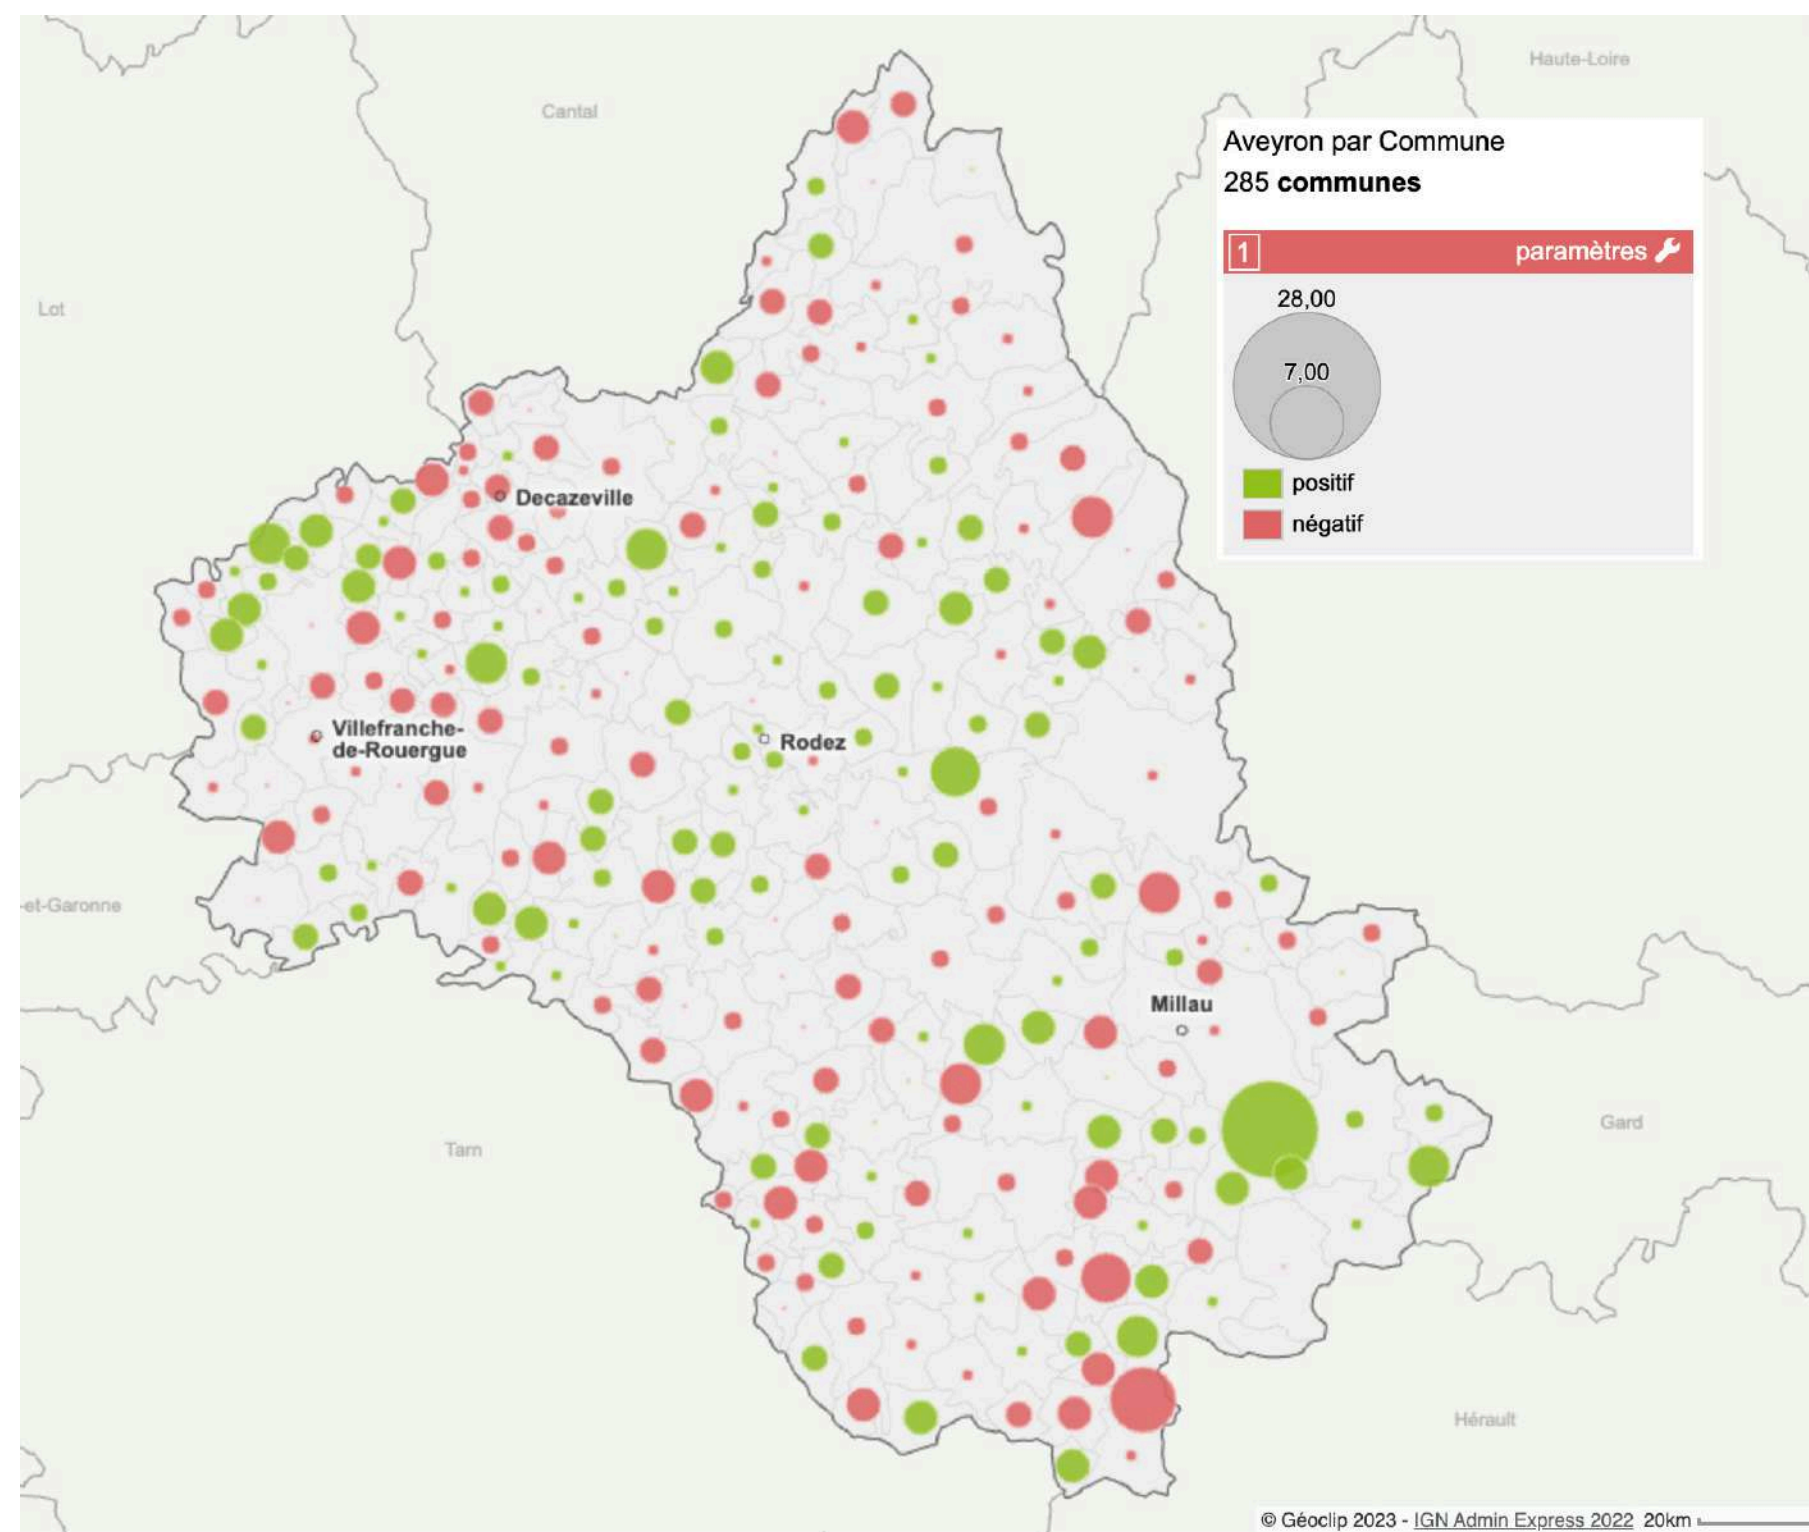 Haute-Loire
Cantal
Aveyron par Commune
285 communes
1 paramètres
28,00
7,00
positif
négatif
Lot
Decazeville
Villefranche-
de-Rouergue
Rodez
-et-Garonne
Millau
Gard
Tarn
Hérault
© Géoclip 2023 - IGN Admin Express 2022 20km